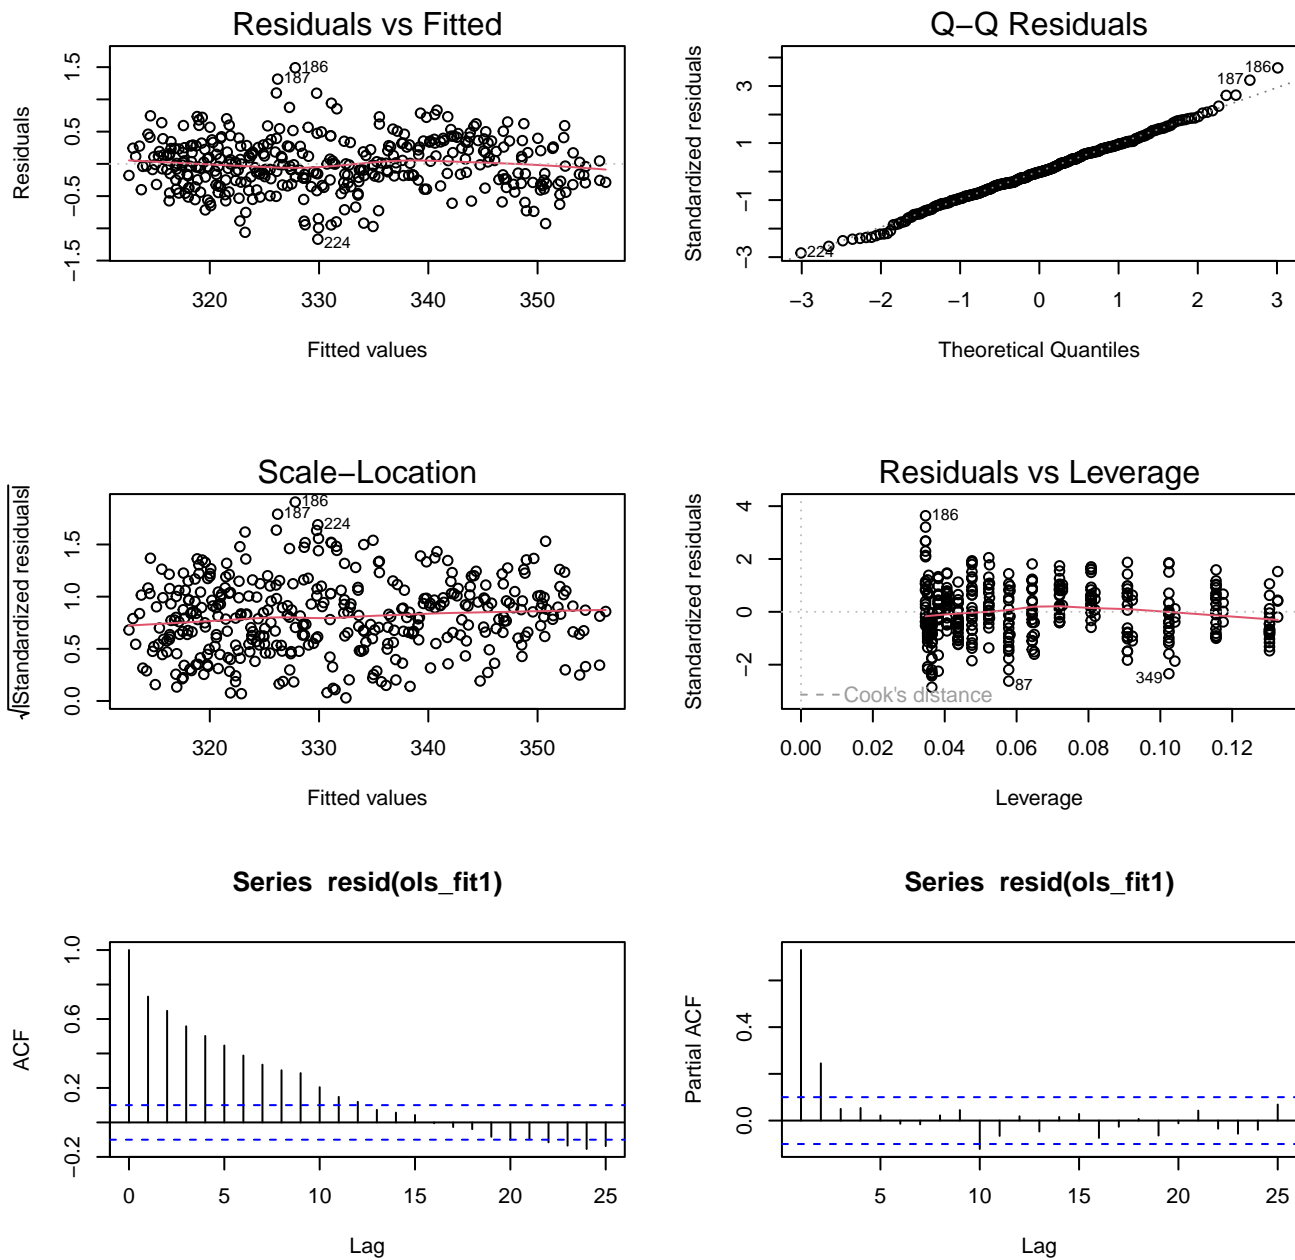 Residuals vs Fitted
Residuals
1.5
0.5
−0.5
−1.5
186
187
224
320 330 340 350
Fitted values
Q−Q Residuals
Standardized residuals
3
1
−1
−3
186
187
224
−3 −2 −1 0 1 2 3
Theoretical Quantiles
Scale−Location
√|Standardized residuals|
1.5
1.0
0.5
0.0
186
187
224
320 330 340 350
Fitted values
Residuals vs Leverage
Standardized residuals
4
2
0
−2
186
87
349
Cook's distance
0.00 0.02 0.04 0.06 0.08 0.10 0.12
Leverage
Series resid(ols_fit1)
ACF
1.0
0.6
0.2
−0.2
0 5 10 15 20 25
Lag
Series resid(ols_fit1)
Partial ACF
0.4
0.0
5 10 15 20 25
Lag